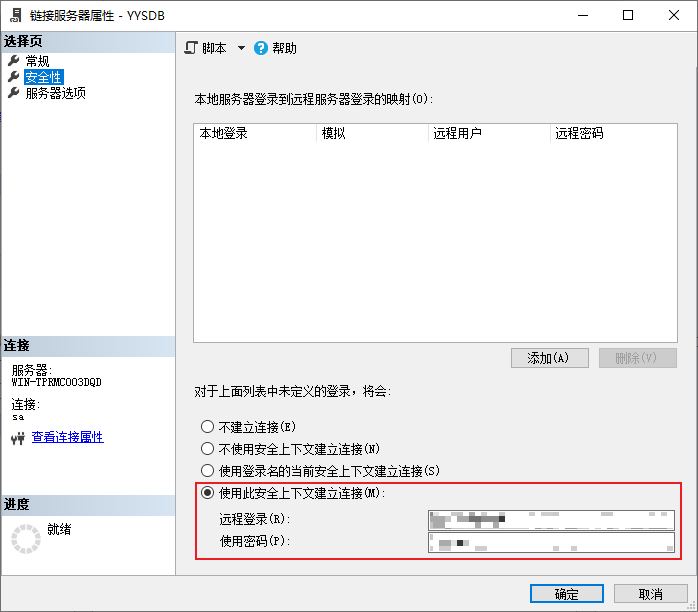 链接服务器属性 - YYSDB
选择页
常规
安全性
服务器选项
脚本
帮助
本地服务器登录到远程服务器登录的映射(O):
本地登录 模拟 远程用户 远程密码
添加(A) 删除(V)
对于上面列表中未定义的登录，将会:
不建立连接(E)
不使用安全上下文建立连接(N)
使用登录名的当前安全上下文建立连接(S)
使用此安全上下文建立连接(M):
远程登录(R):
使用密码(P):
连接
服务器:
WIN-TPRMCO03DQD
连接:
sa
查看连接属性
进度
就绪
确定 取消